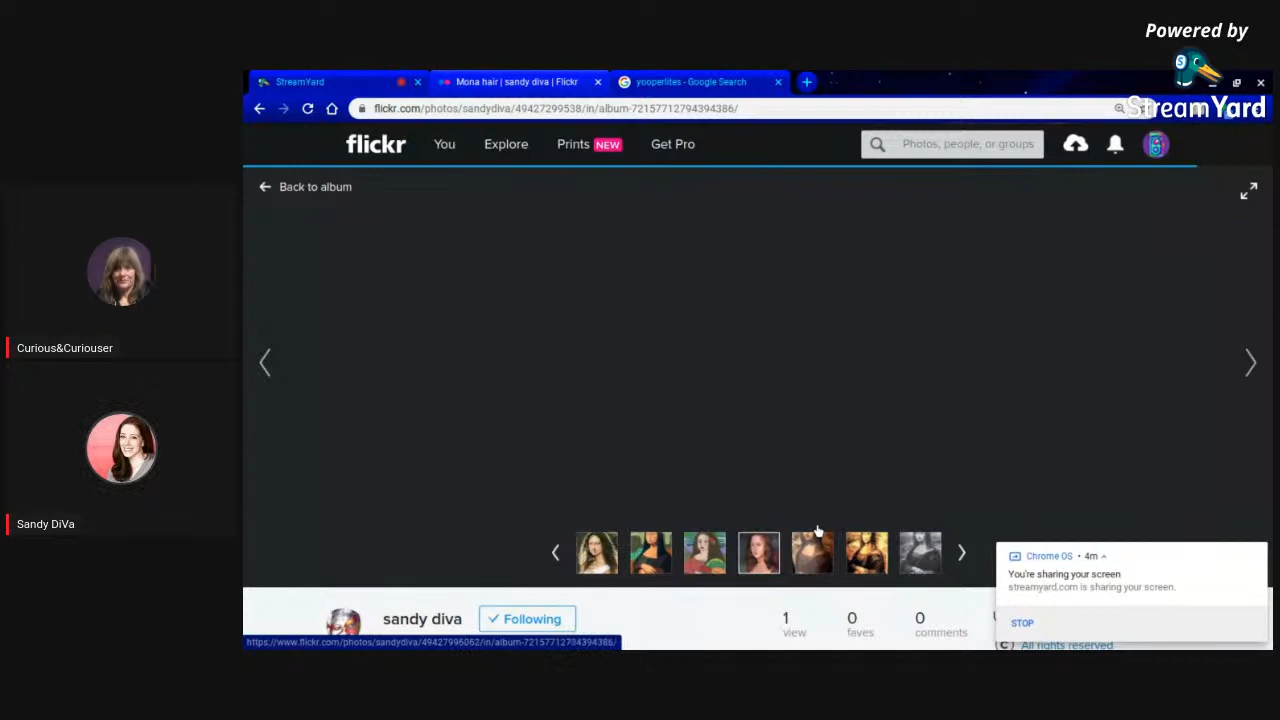 Powered by
StreamYard
StreamYard
Mona hair | sandy diva | Flickr
yooperlites - Google Search
flickr.com/photos/sandydiva/49427299538/in/album-72157712794394386/
flickr
You
Explore
Prints NEW
Get Pro
Photos, people, or groups
Back to album
Curious&Curiouser
Sandy DiVa
Chrome OS • 4m
You're sharing your screen
streamyard.com is sharing your screen.
STOP
sandy diva
Following
1
view
0
faves
0
comments
https://www.flickr.com/photos/sandydiva/49427996062/in/album-72157712794394386/
All rights reserved